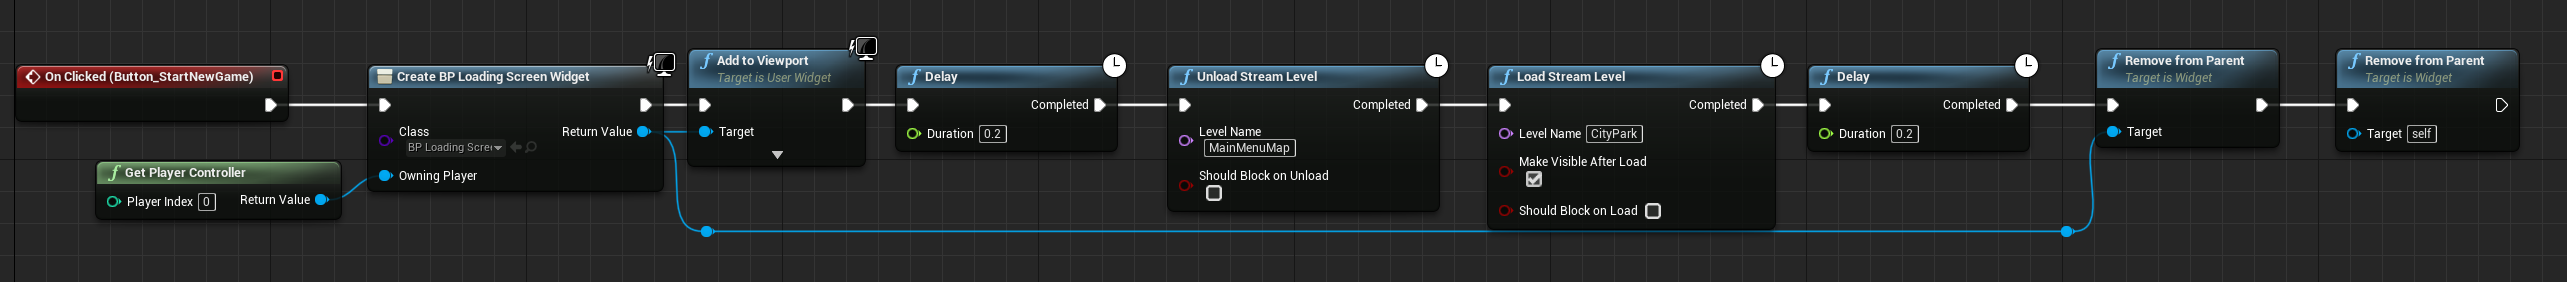 On Clicked (Button_StartNewGame)
Get Player Controller
Player Index 0
Return Value
Create BP Loading Screen Widget
Class
BP Loading Scree
Return Value
Owning Player
Add to Viewport
Target is User Widget
Target
Delay
Completed
Duration 0.2
Unload Stream Level
Completed
Level Name
MainMenuMap
Should Block on Unload
Load Stream Level
Completed
Level Name CityPark
Make Visible After Load
Should Block on Load
Delay
Completed
Duration 0.2
Remove from Parent
Target is Widget
Target
Remove from Parent
Target is Widget
Target self